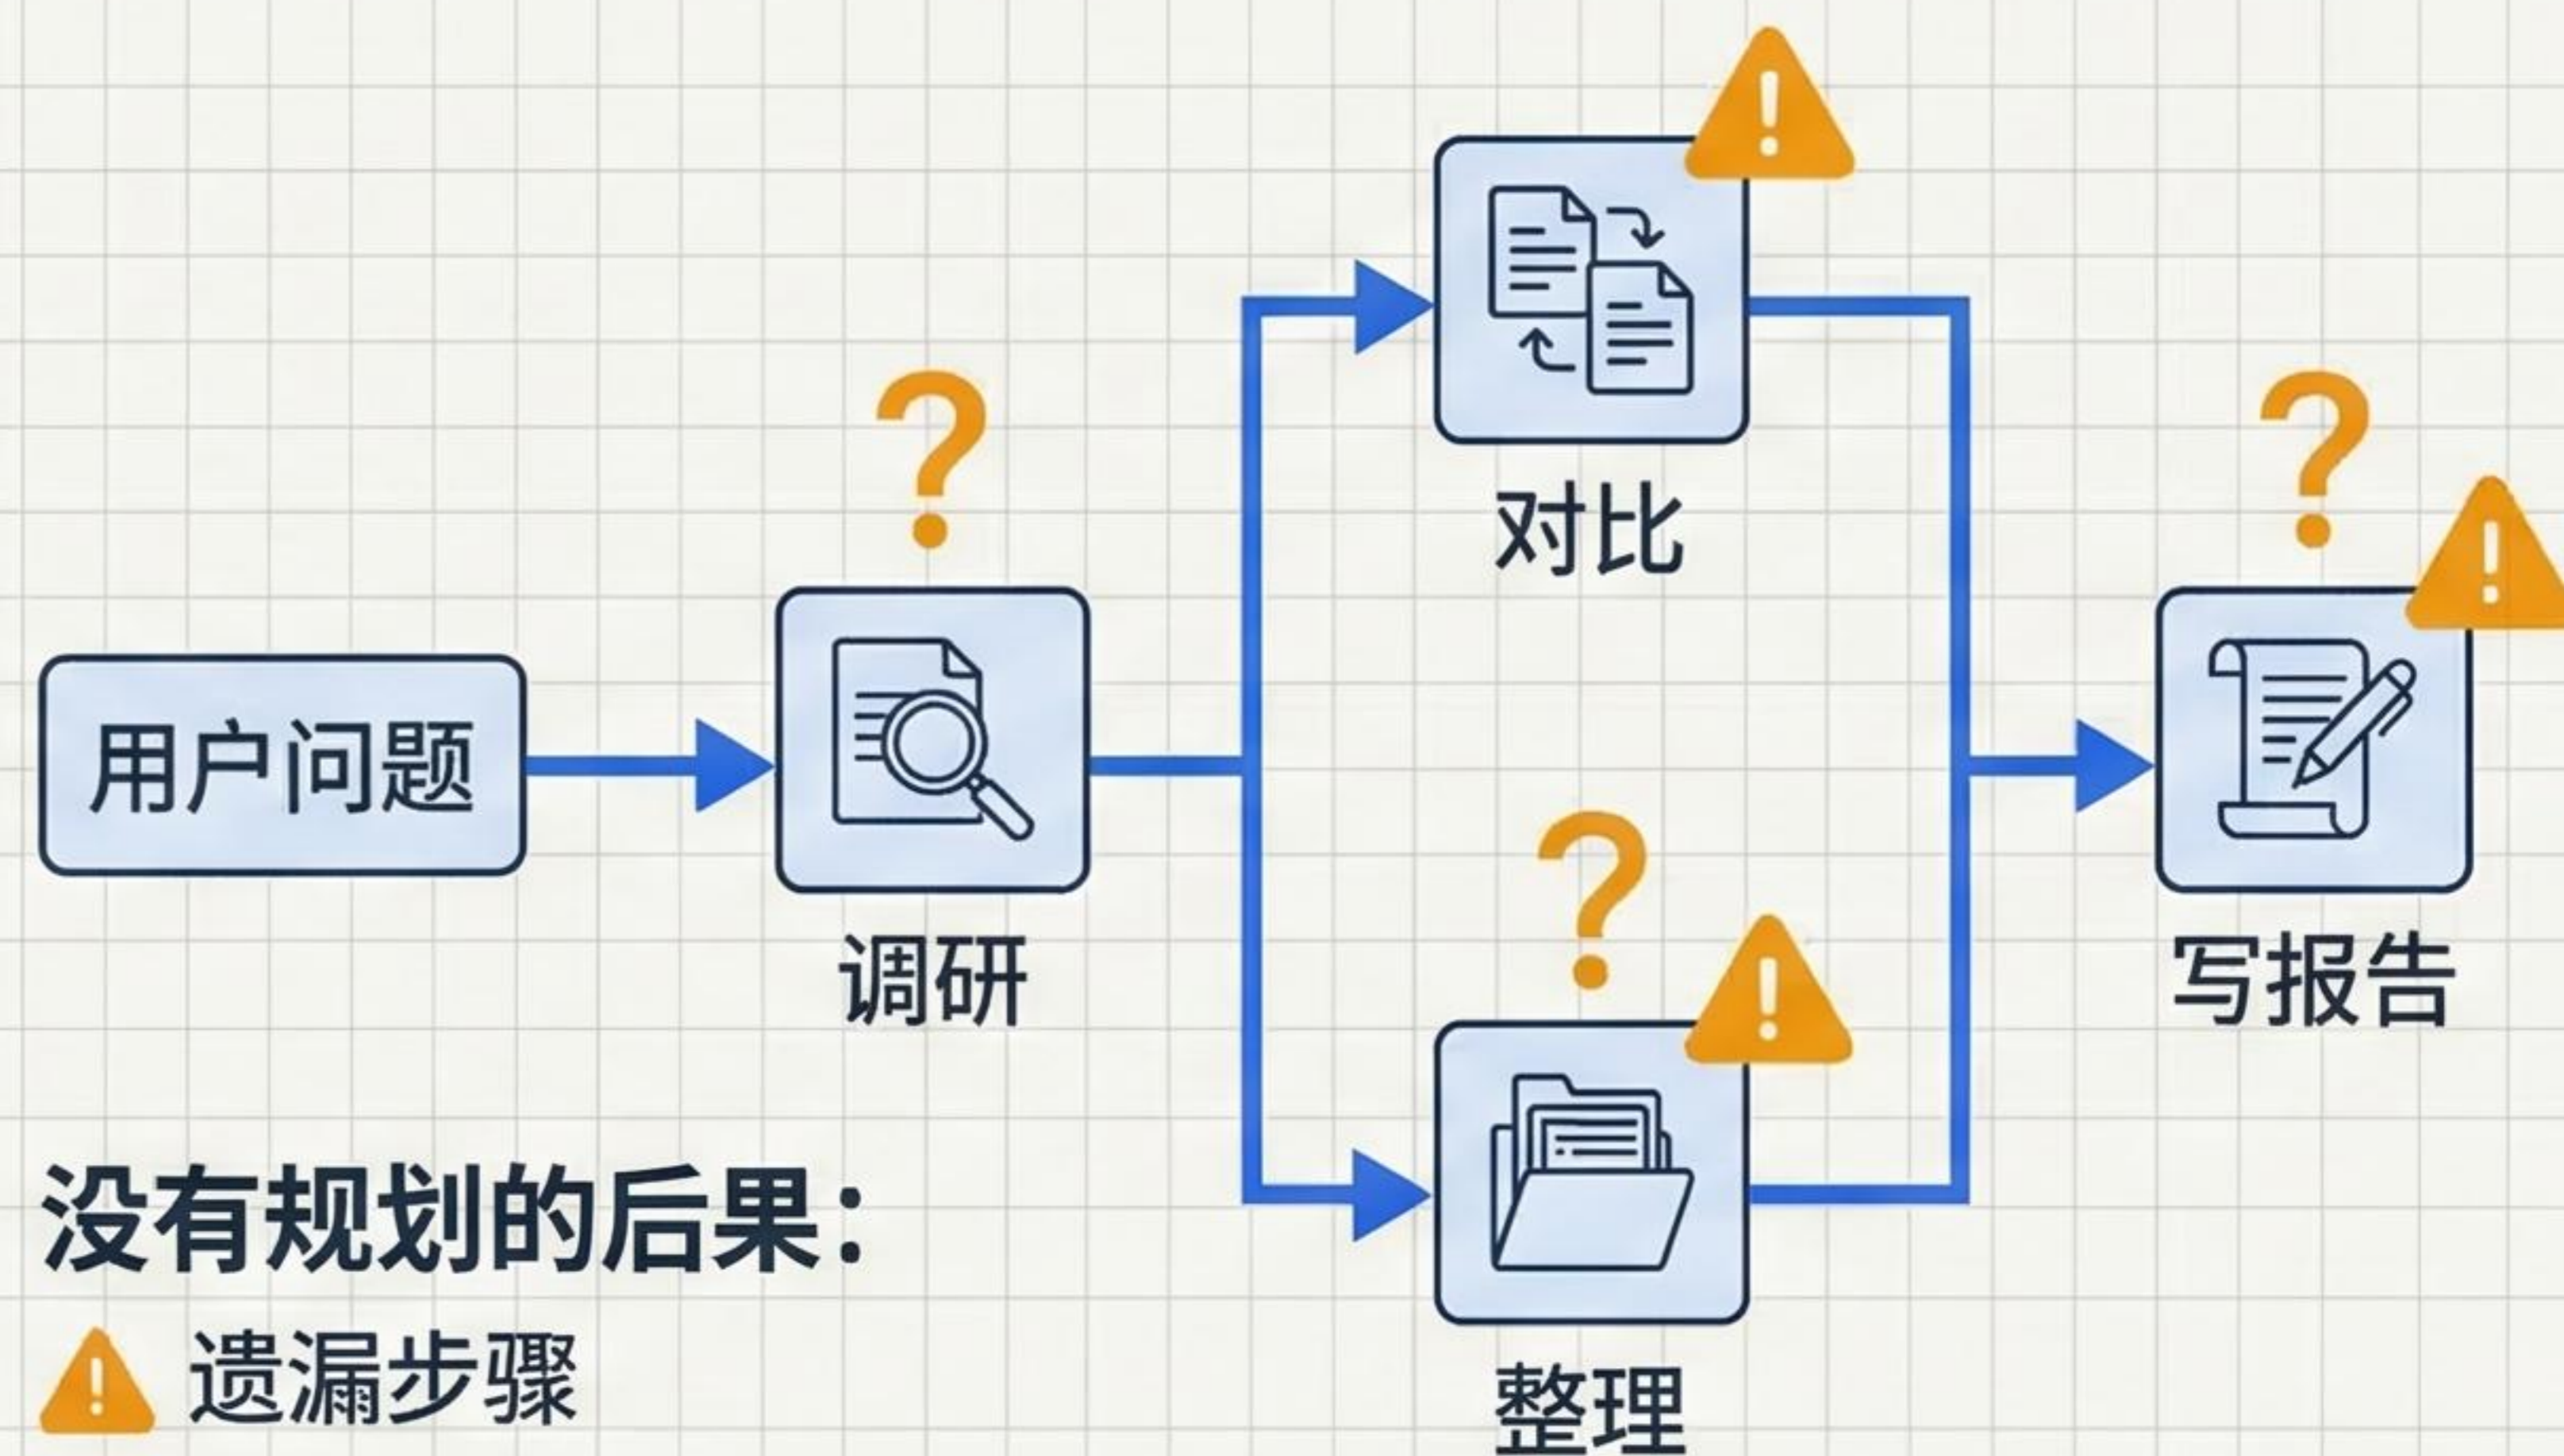 用户问题
调研
对比
整理
写报告
没有规划的后果：
遗漏步骤